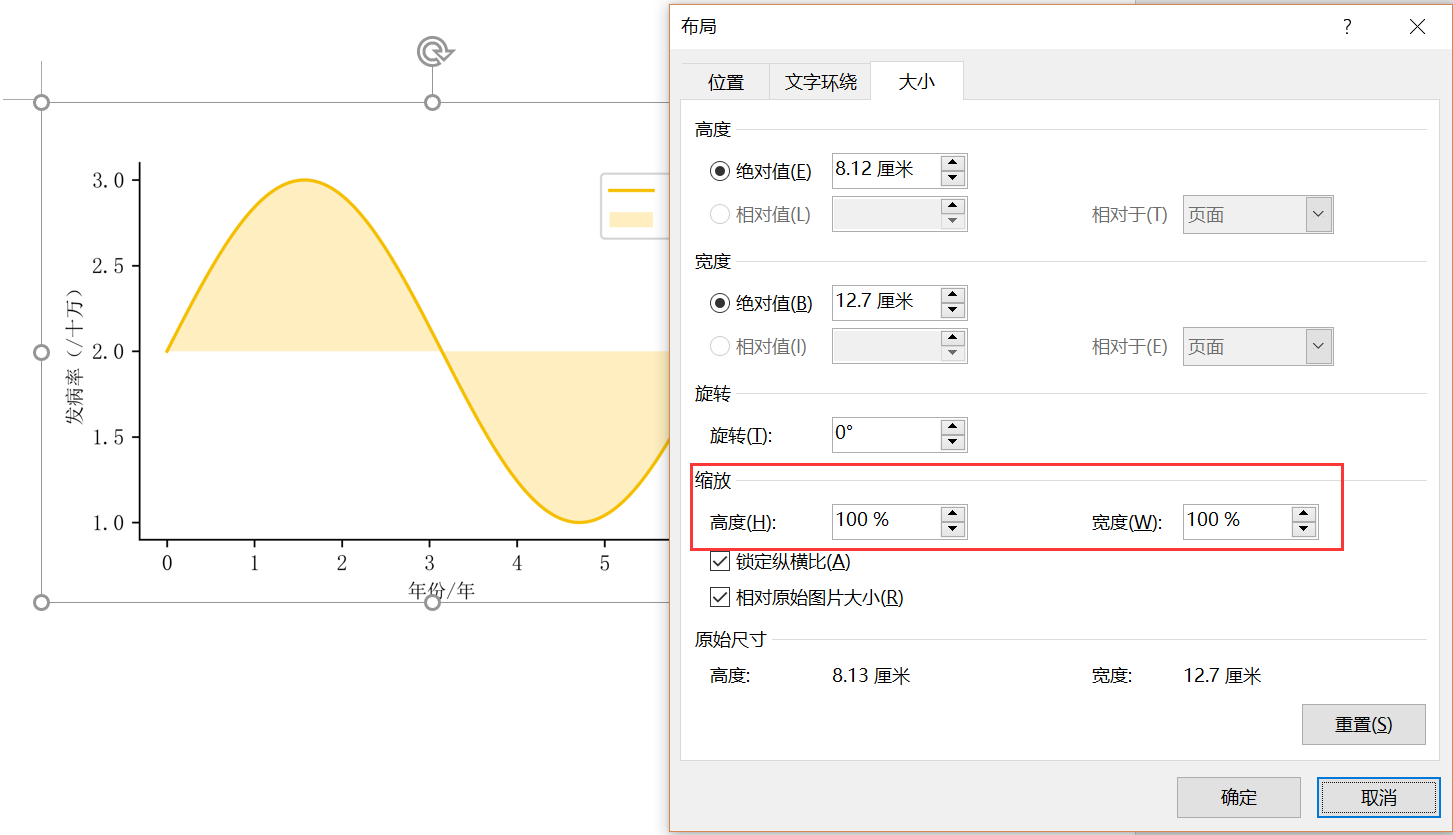 布局
?
位置 文字环绕 大小
高度
绝对值(E) 8.12 厘米
相对值(L) 相对于(T) 页面
宽度
绝对值(B) 12.7 厘米
相对值(I) 相对于(E) 页面
旋转
旋转(T): 0°
缩放
高度(H): 100 % 宽度(W): 100 %
锁定纵横比(A)
相对原始图片大小(R)
原始尺寸
高度: 8.13 厘米 宽度: 12.7 厘米
重置(S)
确定 取消
3.0
2.5
2.0
1.5
1.0
发病率（/十万）
0 1 2 3 4 5
年份/年